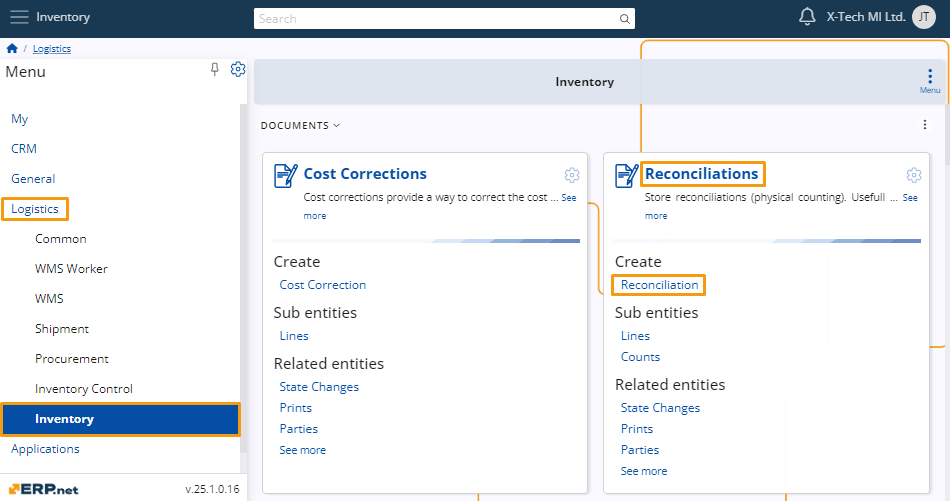 Inventory
Search
X-Tech MI Ltd.
JT
/ Logistics
Menu
My
CRM
General
Logistics
Common
WMS Worker
WMS
Shipment
Procurement
Inventory Control
Inventory
Applications
ERP.net
v.25.1.0.16
Inventory
Menu
DOCUMENTS
Cost Corrections
Cost corrections provide a way to correct the cost ... See
more
Create
Cost Correction
Sub entities
Lines
Related entities
State Changes
Prints
Parties
See more
Reconciliations
Store reconciliations (physical counting). Usefull ... See
more
Create
Reconciliation
Sub entities
Lines
Counts
Related entities
State Changes
Prints
Parties
See more